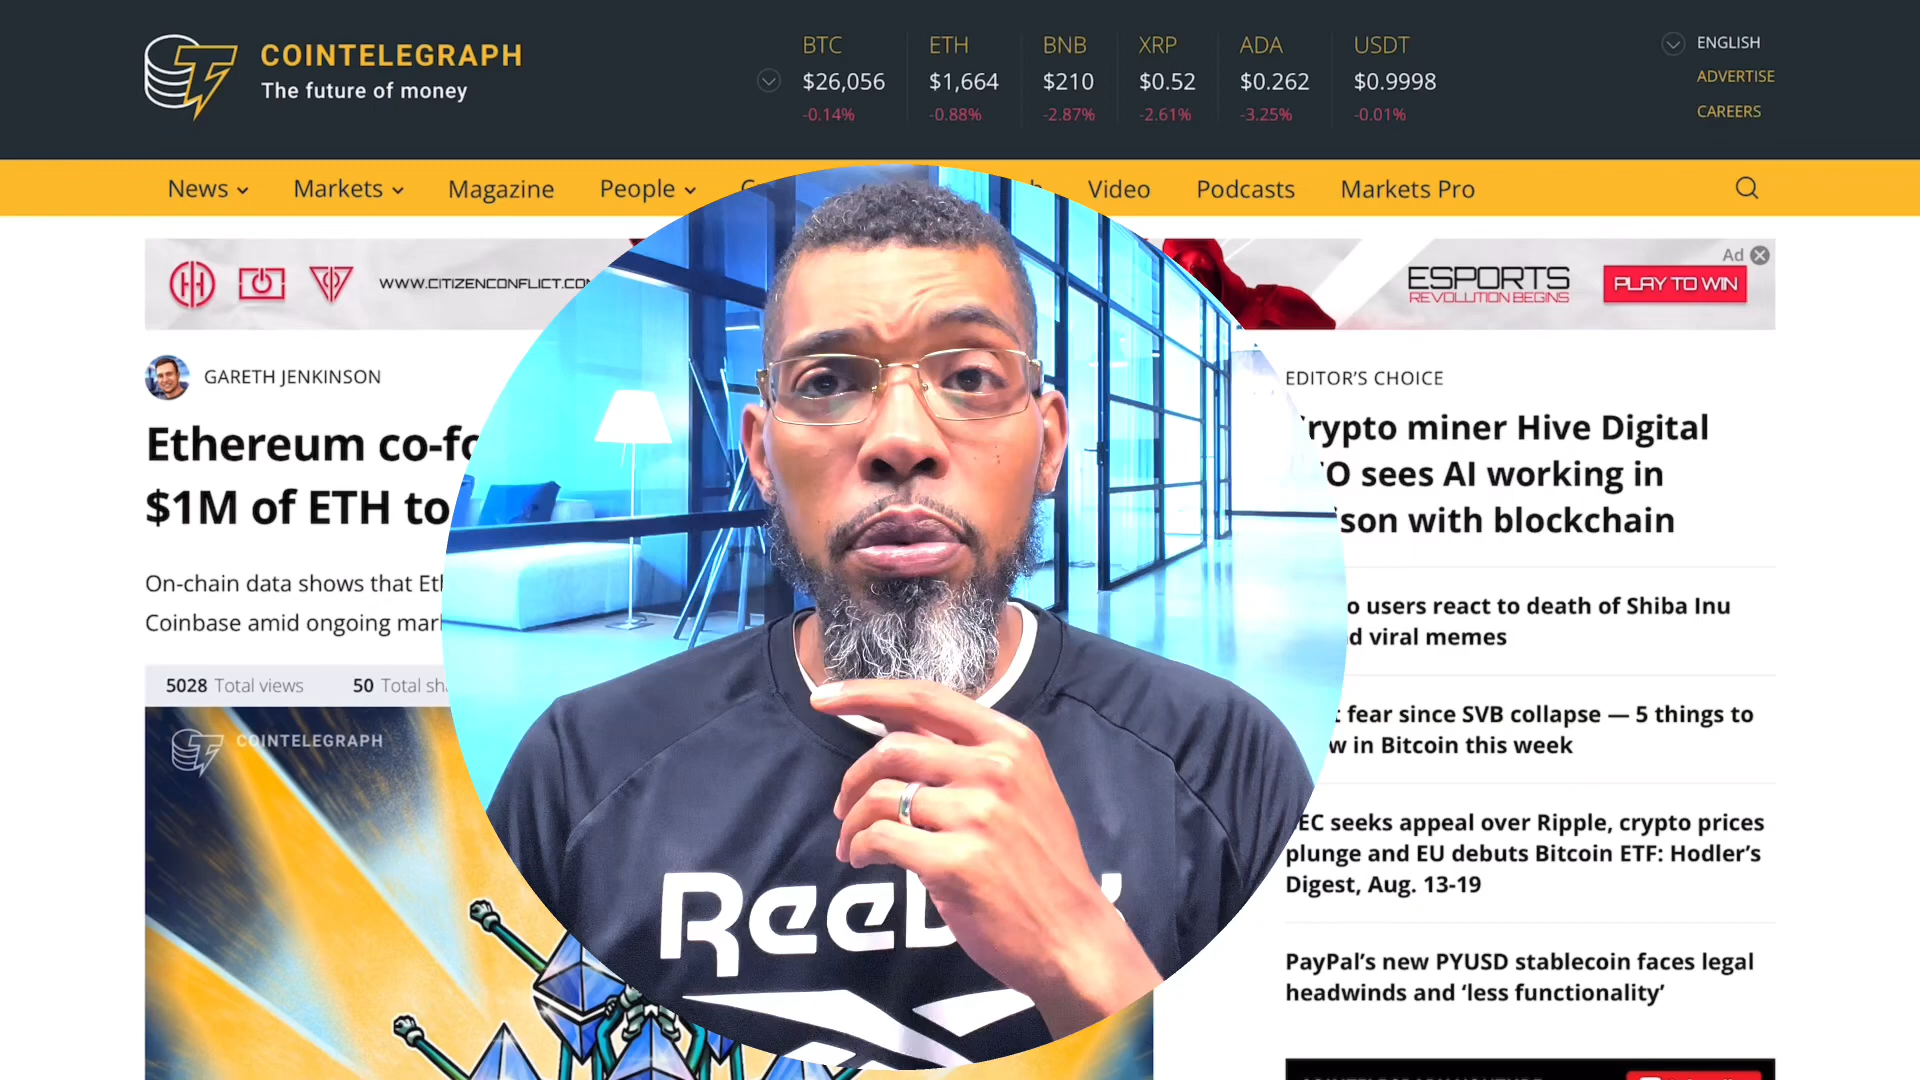 COINTELEGRAPH
The future of money
BTC ETH BNB XRP ADA USDT
$26,056 $1,664 $210 $0.52 $0.262 $0.9998
-0.14% -0.88% -2.87% -2.61% -3.25% -0.01%
ENGLISH
ADVERTISE
CAREERS
News Markets Magazine People Video Podcasts Markets Pro
WWW.CITIZENCONFLICT.CO
ESPORTS
REVOLUTION BEGINS
PLAY TO WIN
Ad
GARETH JENKINSON
Ethereum co-fo
$1M of ETH to
On-chain data shows that Eth
Coinbase amid ongoing mar
5028 Total views 50 Total sh
COINTELEGRAPH
Reeb
EDITOR'S CHOICE
rypto miner Hive Digital
O sees AI working in
ison with blockchain
o users react to death of Shiba Inu
d viral memes
t fear since SVB collapse — 5 things to
w in Bitcoin this week
EC seeks appeal over Ripple, crypto prices
plunge and EU debuts Bitcoin ETF: Hodler's
Digest, Aug. 13-19
PayPal's new PYUSD stablecoin faces legal
headwinds and 'less functionality'